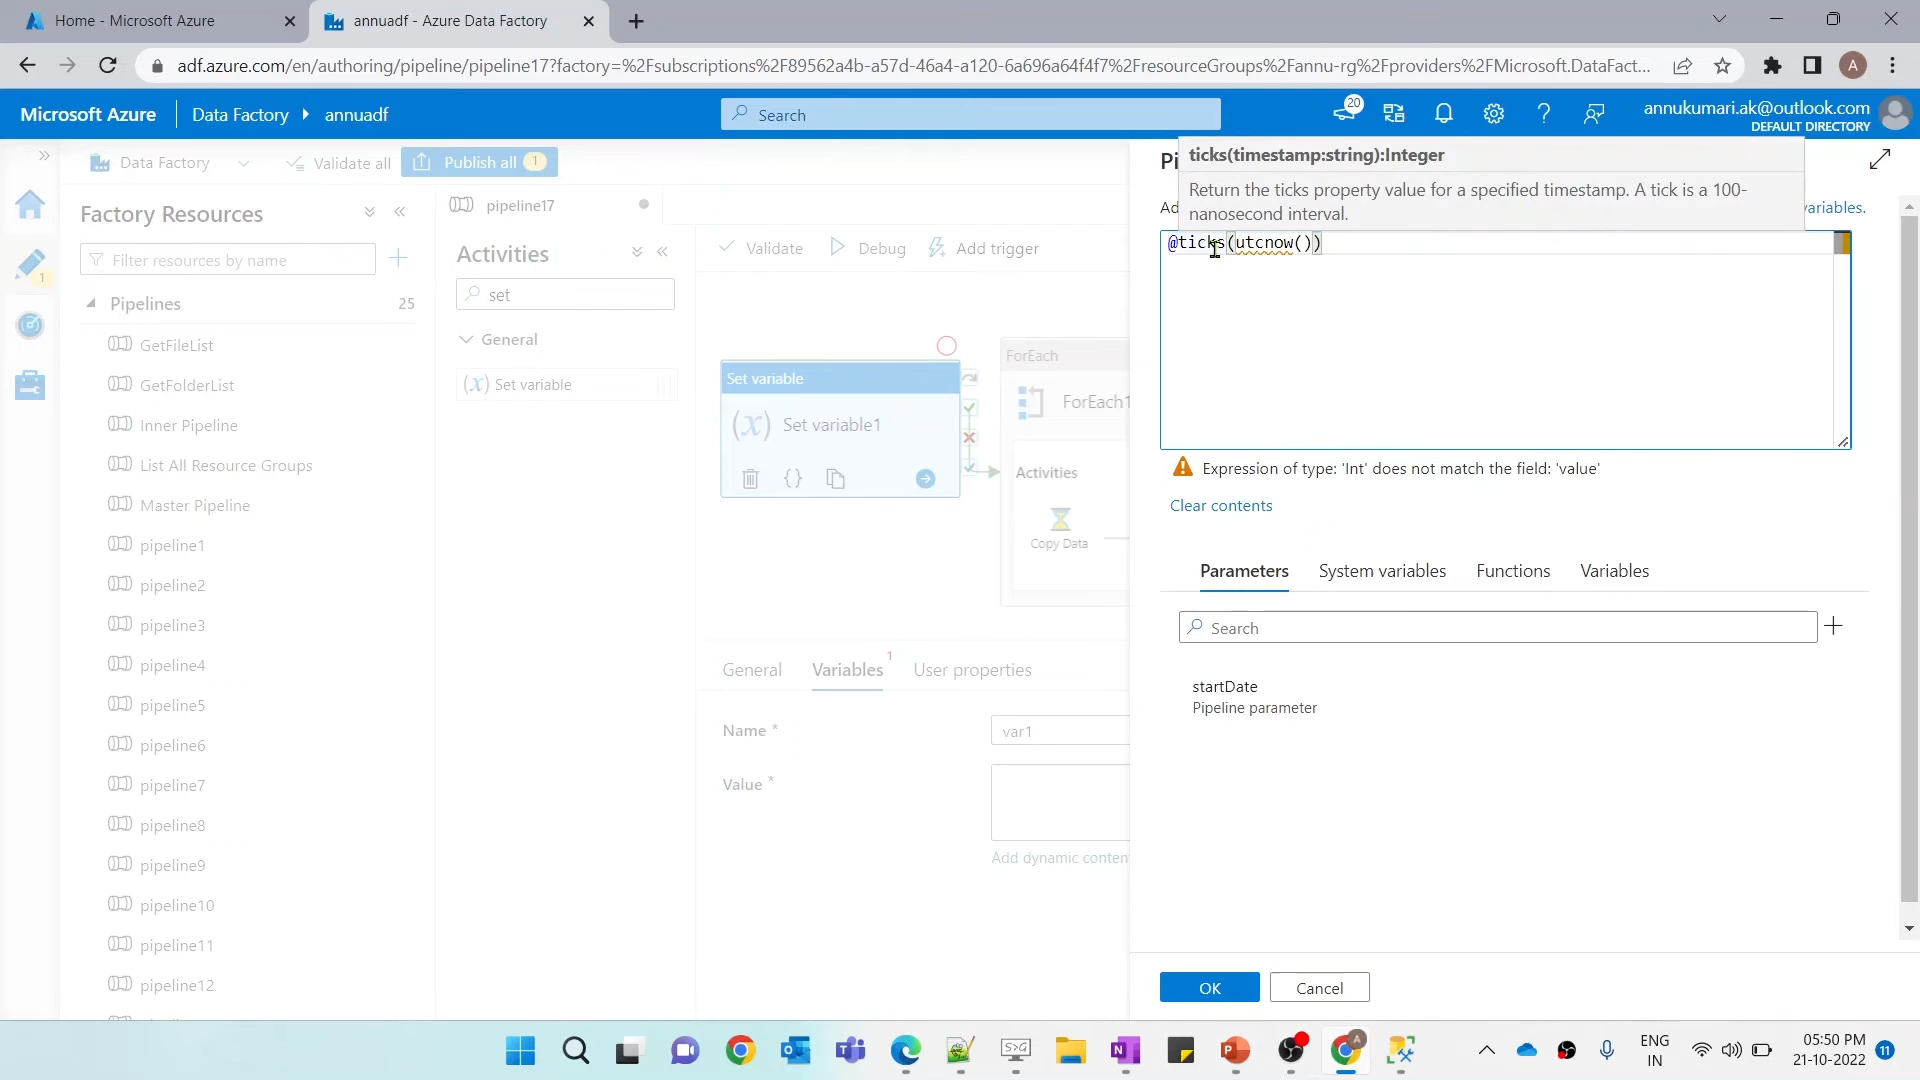 Home - Microsoft Azure
annuadf - Azure Data Factory
adf.azure.com/en/authoring/pipeline/pipeline17?factory=%2Fsubscriptions%2F89562a4b-a57d-46a4-a120-6a696a64f4f7%2FresourceGroups%2Fannu-rg%2Fproviders%2FMicrosoft.DataFact...
A
Microsoft Azure
Data Factory
annuadf
Search
20
annukumari.ak@outlook.com
DEFAULT DIRECTORY
Data Factory
Validate all
Publish all
1
Pi
ticks(timestamp:string):Integer
Return the ticks property value for a specified timestamp. A tick is a 100-
nanosecond interval.
Ad
variables.
Factory Resources
pipeline17
Activities
Validate
Debug
Add trigger
@ticks(utcnow())
Filter resources by name
1
set
Pipelines
25
General
Set variable
GetFileList
GetFolderList
Inner Pipeline
List All Resource Groups
Master Pipeline
pipeline1
pipeline2
pipeline3
pipeline4
pipeline5
pipeline6
pipeline7
pipeline8
pipeline9
pipeline10
pipeline11
pipeline12
Set variable
(x) Set variable1
ForEach
ForEach1
Activities
Copy Data
General
Variables
1
User properties
Name *
var1
Value *
Add dynamic conten
Expression of type: 'Int' does not match the field: 'value'
Clear contents
Parameters
System variables
Functions
Variables
Search
startDate
Pipeline parameter
OK
Cancel
ENG
IN
05:50 PM
21-10-2022
11